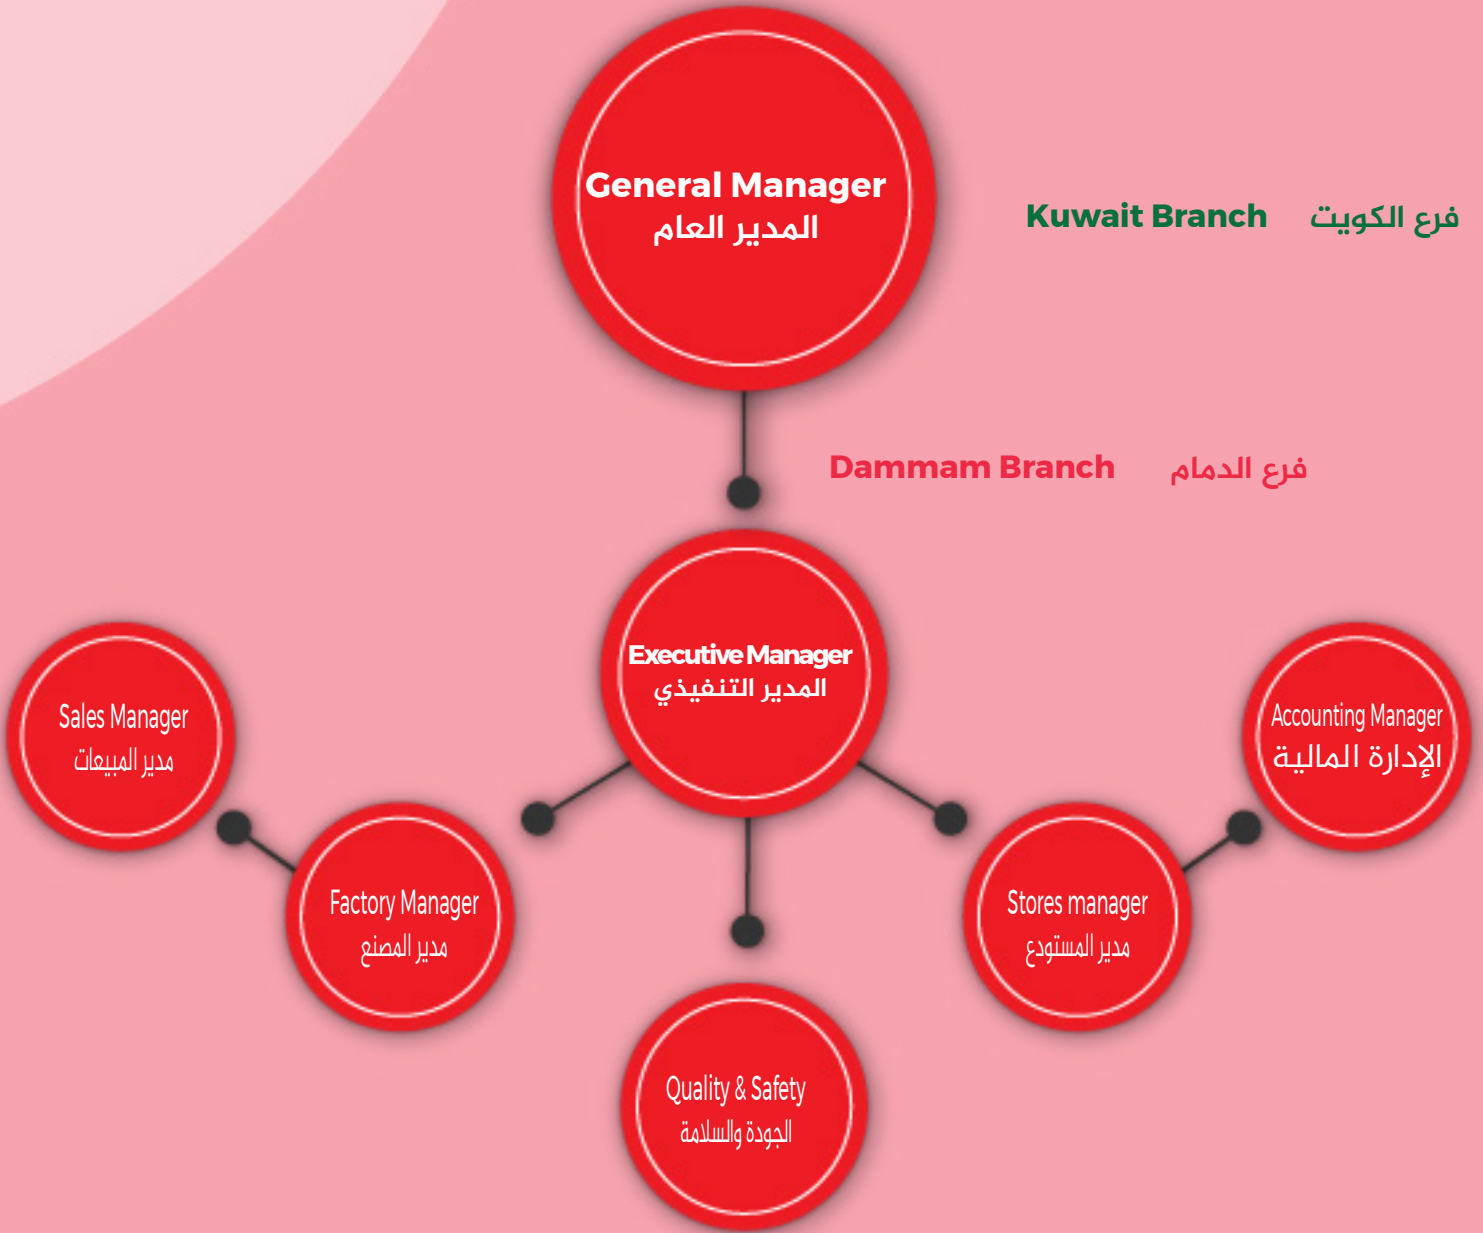 General Manager
المدير العام
Kuwait Branch فرع الكويت
Dammam Branch فرع الدمام
Executive Manager
المدير التنفيذي
Sales Manager
مدير المبيعات
Accounting Manager
الإدارة المالية
Factory Manager
مدير المصنع
Stores manager
مدير المستودع
Quality & Safety
الجودة والسلامة